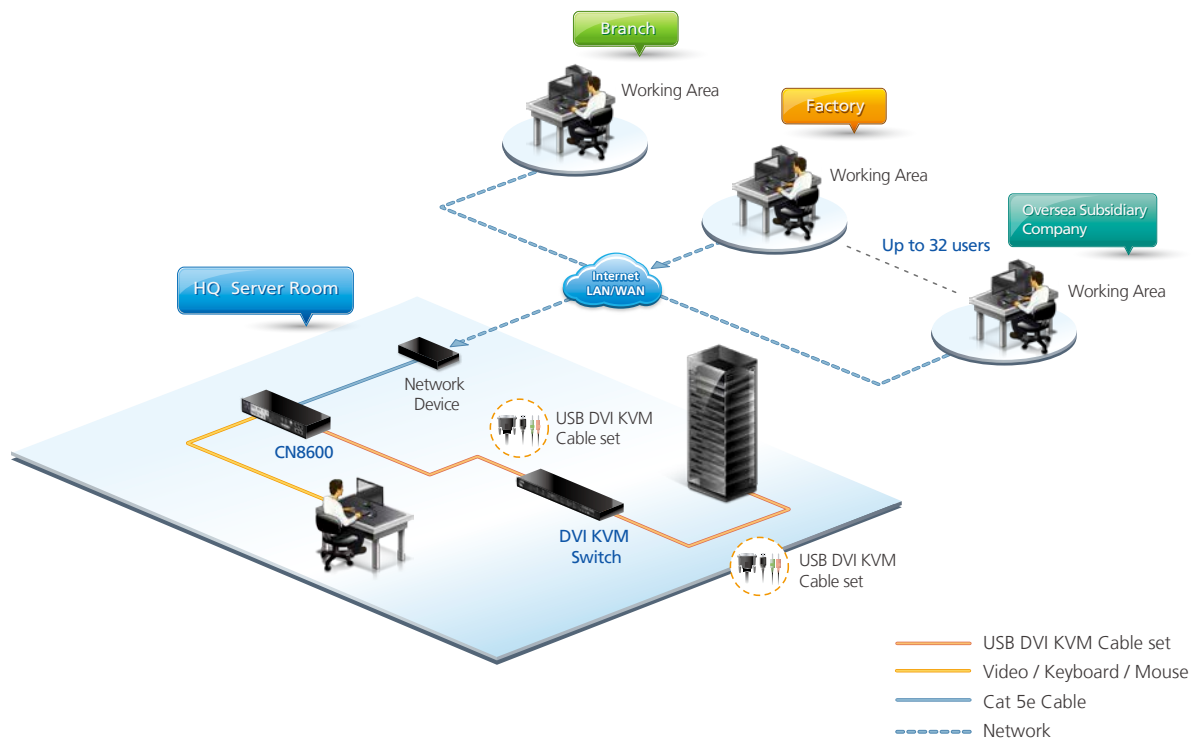 Branch
Working Area
Factory
Working Area
Oversea Subsidiary
Company
Up to 32 users
Working Area
Internet
LAN/WAN
HQ Server Room
Network
Device
USB DVI KVM
Cable set
CN8600
DVI KVM
Switch
USB DVI KVM
Cable set
USB DVI KVM Cable set
Video / Keyboard / Mouse
Cat 5e Cable
Network